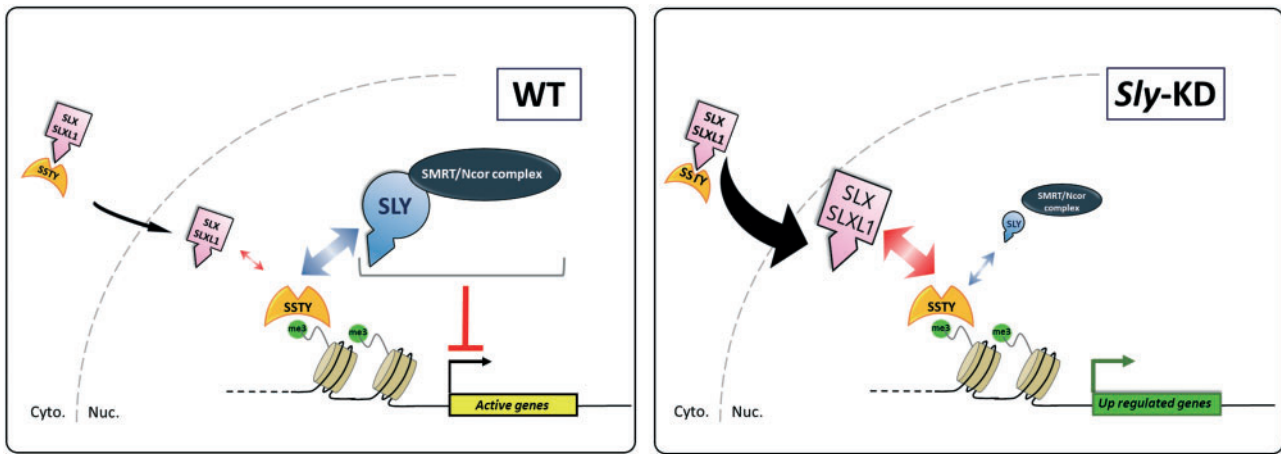 WT
SLX
SLXL1
SSTY
SMRT/Ncor complex
SLY
SLX
SLXL1
SSTY
me3
me3
Active genes
Cyto.
Nuc.
Sly-KD
SLX
SLXL1
SSTY
SLX
SLXL1
SMRT/Ncor
complex
SLY
SSTY
me3
me3
Up regulated genes
Cyto.
Nuc.